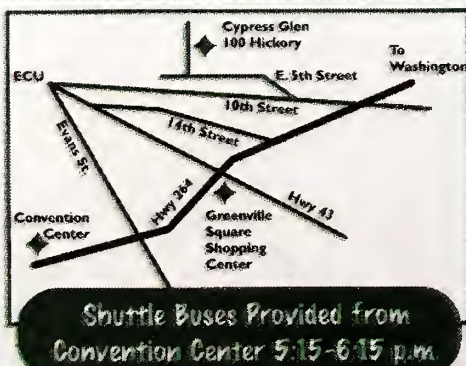 Cypress Glen
100 Hickory
To
Washington
ECU
E. 5th Street
10th Street
14th Street
Evans St.
Hwy 264
Hwy 43
Convention
Center
Greenville
Square
Shopping
Center
Shuttle Buses Provided from
Convention Center 5:15-6:15 p.m.